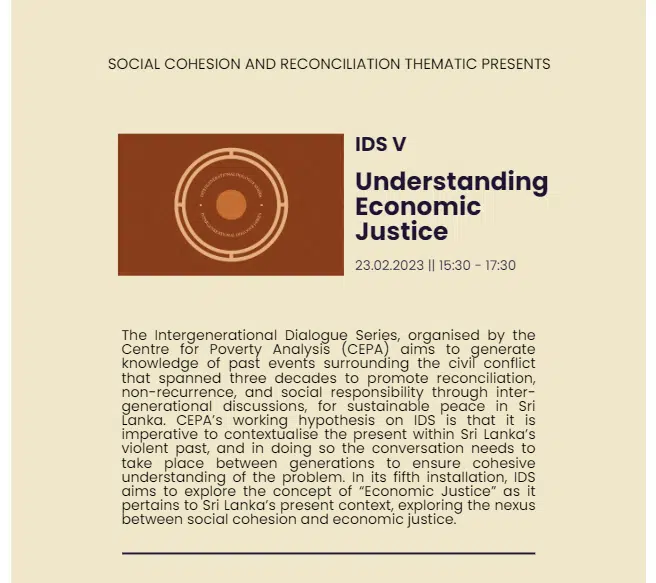 SOCIAL COHESION AND RECONCILIATION THEMATIC PRESENTS
IDS V
Understanding
Economic
Justice
23.02.2023 || 15:30 - 17:30
The Intergenerational Dialogue Series, organised by the
Centre for Poverty Analysis (CEPA) aims to generate
knowledge of past events surrounding the civil conflict
that spanned three decades to promote reconciliation,
non-recurrence, and social responsibility through inter-
generational discussions, for sustainable peace in Sri
Lanka. CEPA's working hypothesis on IDS is that it is
imperative to contextualise the present within Sri Lanka's
violent past, and in doing so the conversation needs to
take place between generations to ensure cohesive
understanding of the problem. In its fifth installation, IDS
aims to explore the concept of “Economic Justice” as it
pertains to Sri Lanka's present context, exploring the nexus
between social cohesion and economic justice.